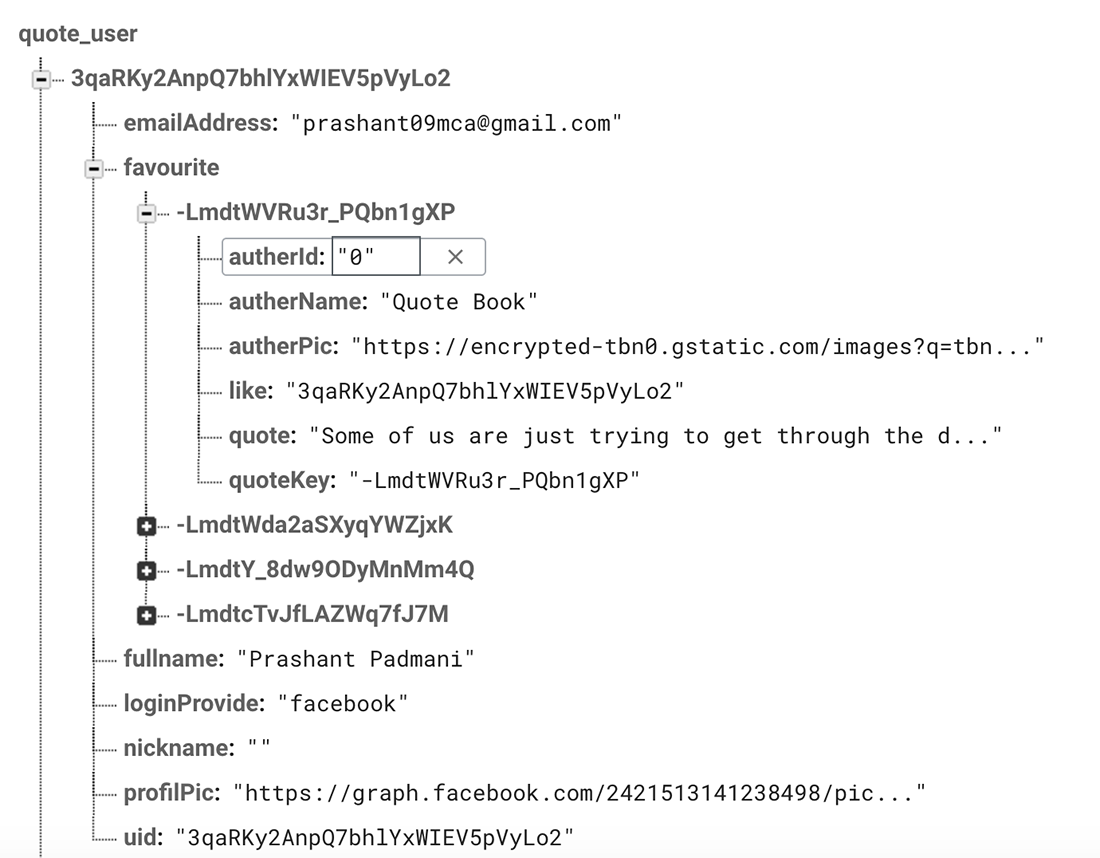 quote_user
3qaRKy2AnpQ7bhlYxWIEV5pVyLo2
emailAddress: "prashant09mca@gmail.com"
favourite
-LmdtWVRu3r_PQbn1gXP
autherId: "0" ×
autherName: "Quote Book"
autherPic: "https://encrypted-tbn0.gstatic.com/images?q=tbn..."
like: "3qaRKy2AnpQ7bhlYxWIEV5pVyLo2"
quote: "Some of us are just trying to get through the d..."
quoteKey: "-LmdtWVRu3r_PQbn1gXP"
-LmdtWda2aSXyqYWZjxK
-LmdtY_8dw9ODyMnMm4Q
-LmdtcTvJfLAZWq7fJ7M
fullname: "Prashant Padmani"
loginProvide: "facebook"
nickname: ""
profilPic: "https://graph.facebook.com/2421513141238498/pic..."
uid: "3qaRKy2AnpQ7bhlYxWIEV5pVyLo2"